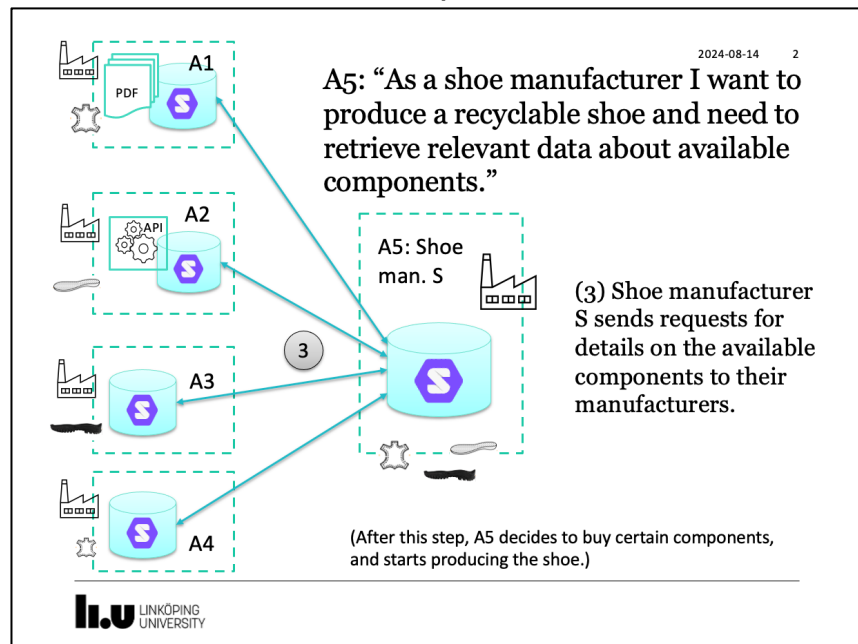 2024-08-14 2
A5: “As a shoe manufacturer I want to
produce a recyclable shoe and need to
retrieve relevant data about available
components.”
A1
PDF
S
A2
API
S
A3
S
A4
S
3
A5: Shoe
man. S
S
(3) Shoe manufacturer
S sends requests for
details on the available
components to their
manufacturers.
(After this step, A5 decides to buy certain components,
and starts producing the shoe.)
li.u LINKÖPING
UNIVERSITY